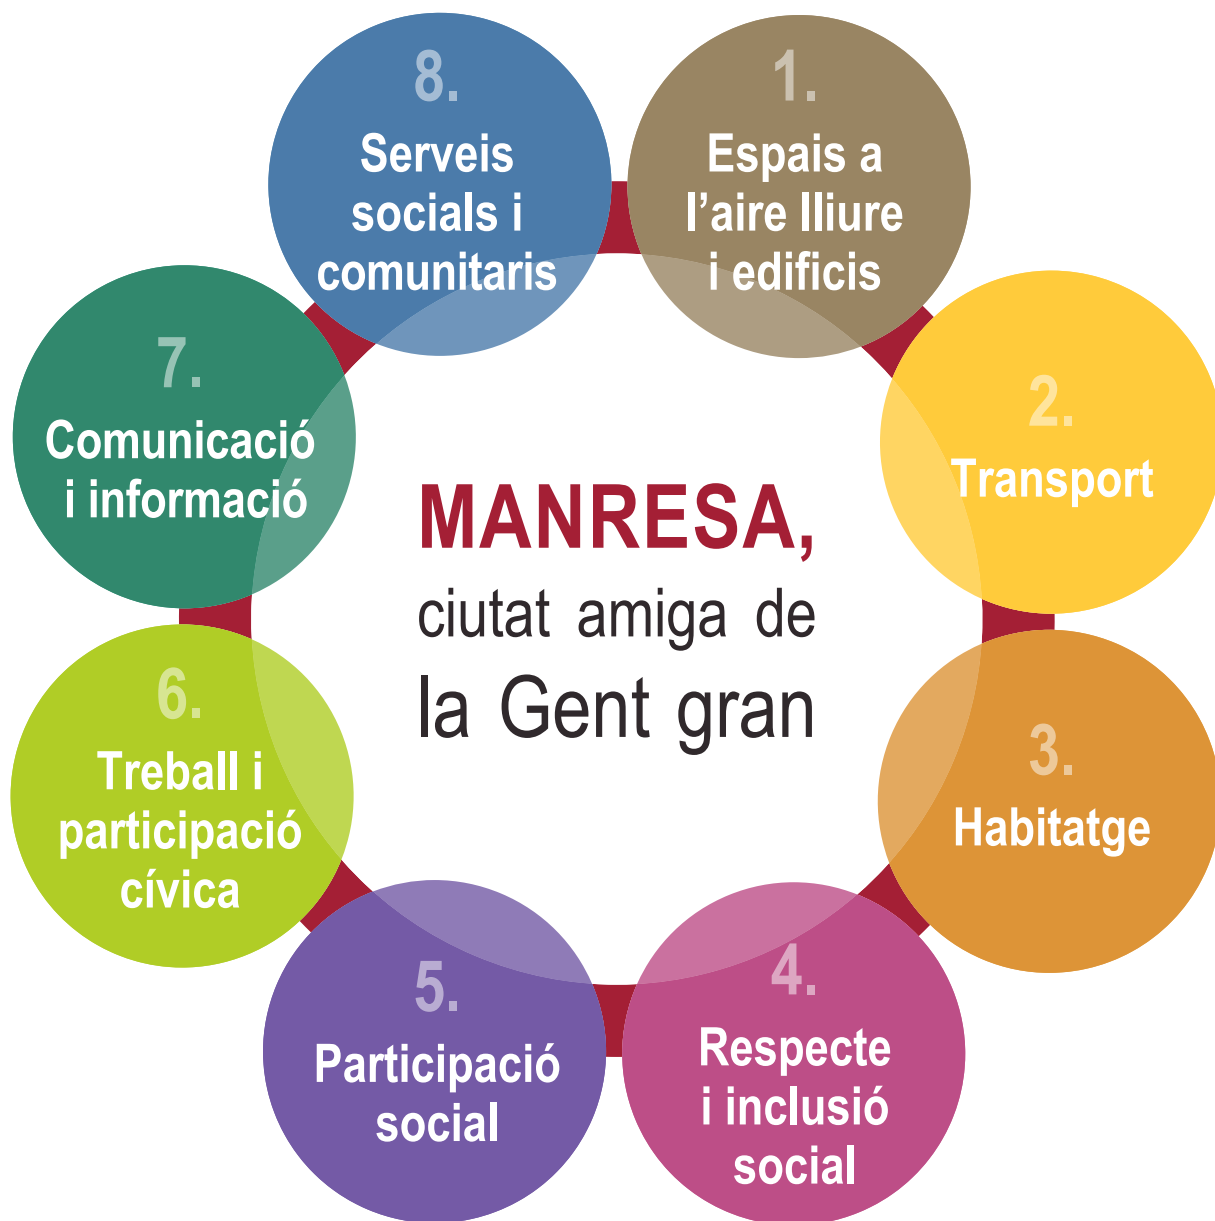 MANRESA,
ciutat amiga de
la Gent gran
1.
Espais a
l’aire lliure
i edificis
2.
Transport
3.
Habitatge
4.
Respecte
i inclusió
social
5.
Participació
social
6.
Treball i
participació
cívica
7.
Comunicació
i informació
8.
Serveis
socials i
comunitaris